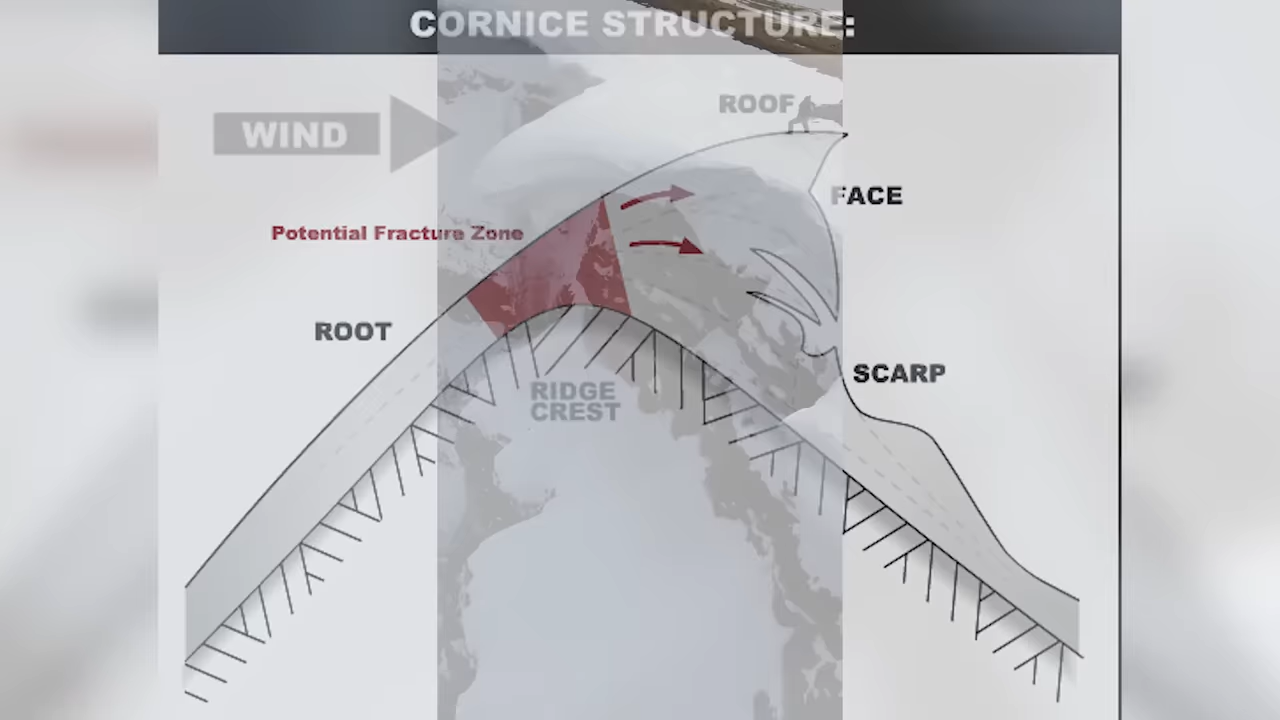 CORNICE STRUCTURE:
ROOF
WIND
FACE
Potential Fracture Zone
ROOT
SCARP
RIDGE
CREST